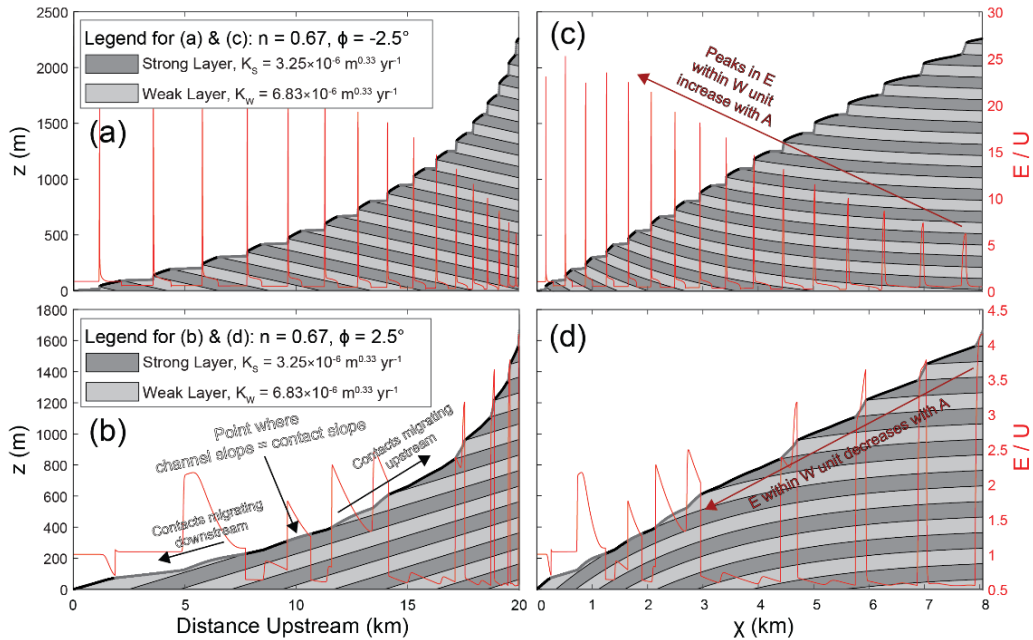 Legend for (a) & (c): n = 0.67, ϕ = -2.5°
Strong Layer, K_S = 3.25×10⁻⁶ m⁰·³³ yr⁻¹
Weak Layer, K_W = 6.83×10⁻⁶ m⁰·³³ yr⁻¹
(a)
z (m)
2500
2000
1500
1000
500
0
(c)
Peaks in E
within W unit
increase with A
30
25
20
15
10
5
0
E / U
Legend for (b) & (d): n = 0.67, ϕ = 2.5°
Strong Layer, K_S = 3.25×10⁻⁶ m⁰·³³ yr⁻¹
Weak Layer, K_W = 6.83×10⁻⁶ m⁰·³³ yr⁻¹
(b)
Point where
channel slope = contact slope
Contacts migrating
upstream
Contacts migrating
downstream
z (m)
1800
1600
1400
1200
1000
800
600
400
200
0
0 5 10 15 20
Distance Upstream (km)
(d)
E within W unit decreases with A
4.5
4
3.5
3
2.5
2
1.5
1
0.5
E / U
0 1 2 3 4 5 6 7 8
χ (km)